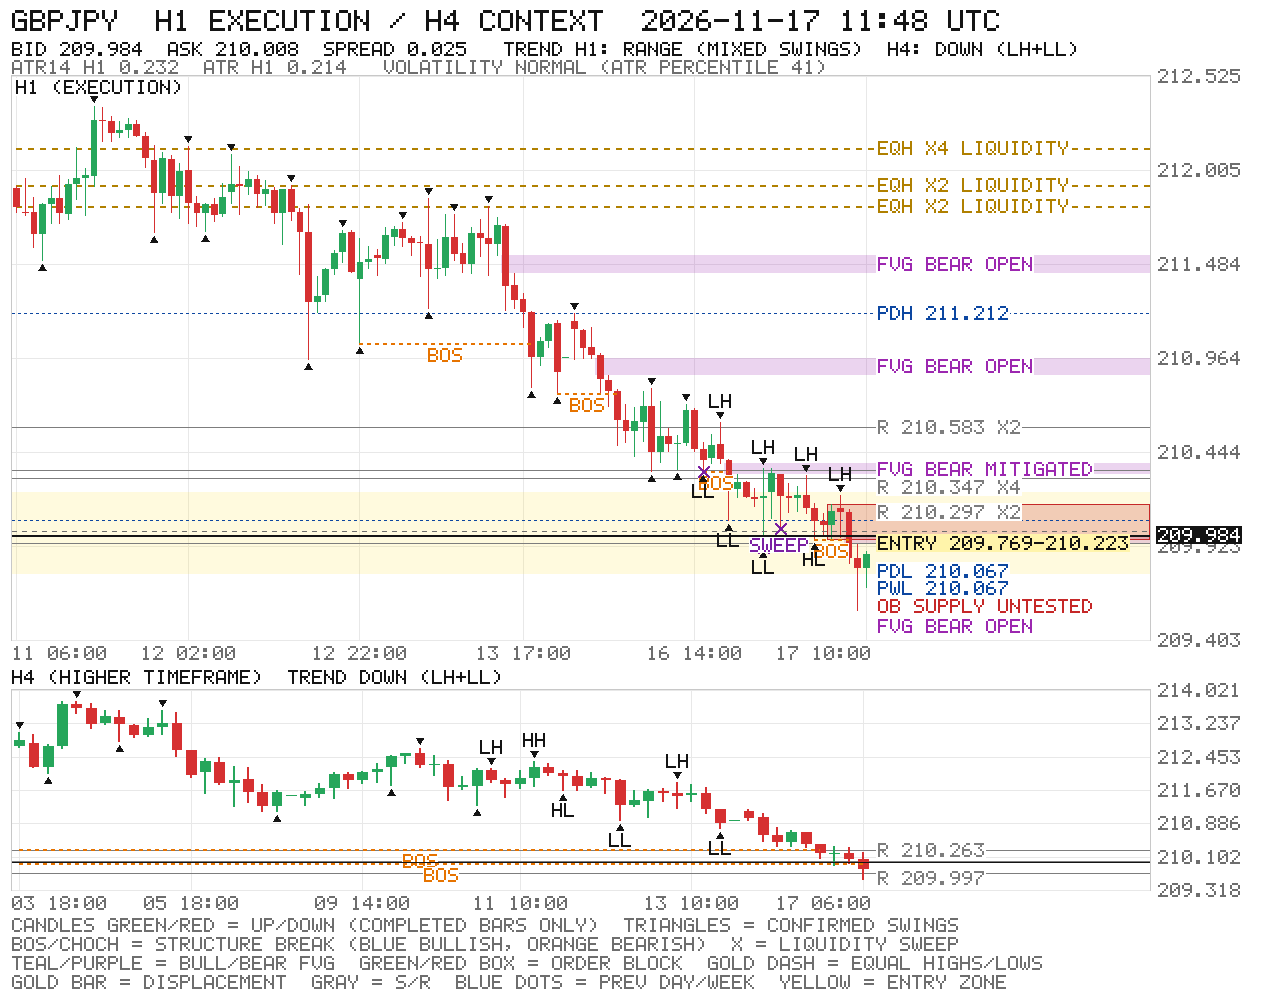 GBPJPY H1 EXECUTION / H4 CONTEXT 2026-11-17 11:48 UTC
BID 209.984 ASK 210.008 SPREAD 0.025 TREND H1: RANGE (MIXED SWINGS) H4: DOWN (LH+LL)
ATR14 H1 0.232 ATR H1 0.214 VOLATILITY NORMAL (ATR PERCENTILE 41)
H1 (EXECUTION)
212.525
EQH X4 LIQUIDITY
212.005
EQH X2 LIQUIDITY
EQH X2 LIQUIDITY
FVG BEAR OPEN
211.484
PDH 211.212
BOS
210.964
FVG BEAR OPEN
BOS
LH
R 210.583 X2
LH
LH
210.444
FVG BEAR MITIGATED
LH
BOS
R 210.347 X4
LL
R 210.297 X2
209.984
LL
SWEEP
BOS
ENTRY 209.769-210.223
209.923
HL
LL
PDL 210.067
PWL 210.067
OB SUPPLY UNTESTED
FVG BEAR OPEN
209.403
11 06:00 12 02:00 12 22:00 13 17:00 16 14:00 17 10:00
H4 (HIGHER TIMEFRAME) TREND DOWN (LH+LL)
214.021
213.237
LH
HH
212.453
LH
211.670
HL
210.886
LL
LL
R 210.263
BOS
210.102
BOS
R 209.997
209.318
03 18:00 05 18:00 09 14:00 11 10:00 13 10:00 17 06:00
CANDLES GREEN/RED = UP/DOWN (COMPLETED BARS ONLY) TRIANGLES = CONFIRMED SWINGS
BOS/CHOCH = STRUCTURE BREAK (BLUE BULLISH, ORANGE BEARISH) X = LIQUIDITY SWEEP
TEAL/PURPLE = BULL/BEAR FVG GREEN/RED BOX = ORDER BLOCK GOLD DASH = EQUAL HIGHS/LOWS
GOLD BAR = DISPLACEMENT GRAY = S/R BLUE DOTS = PREV DAY/WEEK YELLOW = ENTRY ZONE